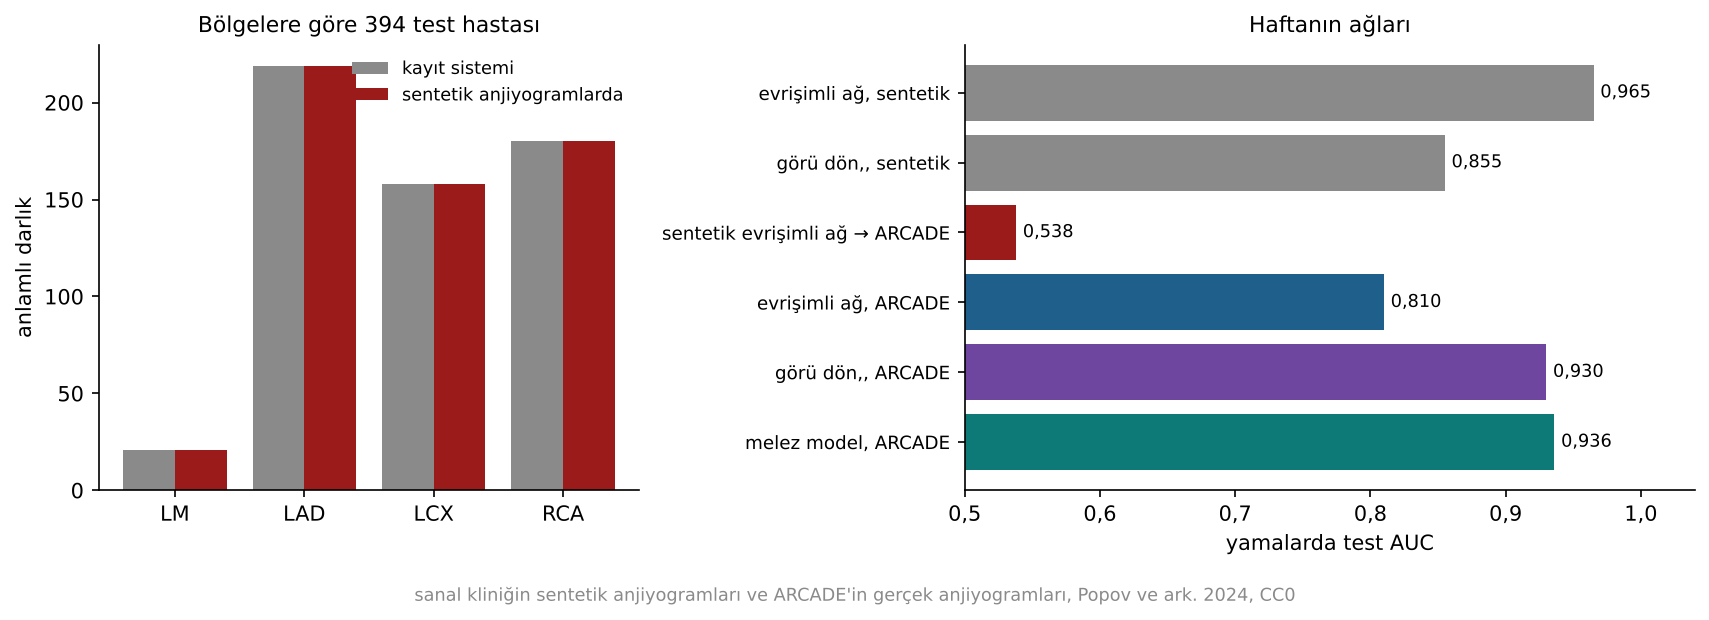 Bölgelere göre 394 test hastası
kayıt sistemi
sentetik anjiyogramlarda
anlamlı darlık
200
150
100
50
0
LM
LAD
LCX
RCA
Haftanın ağları
evrişimli ağ, sentetik
0,965
görü dön,, sentetik
0,855
sentetik evrişimli ağ → ARCADE
0,538
evrişimli ağ, ARCADE
0,810
görü dön,, ARCADE
0,930
melez model, ARCADE
0,936
0,5
0,6
0,7
0,8
0,9
1,0
yamalarda test AUC
sanal kliniğin sentetik anjiyogramları ve ARCADE'in gerçek anjiyogramları, Popov ve ark. 2024, CC0